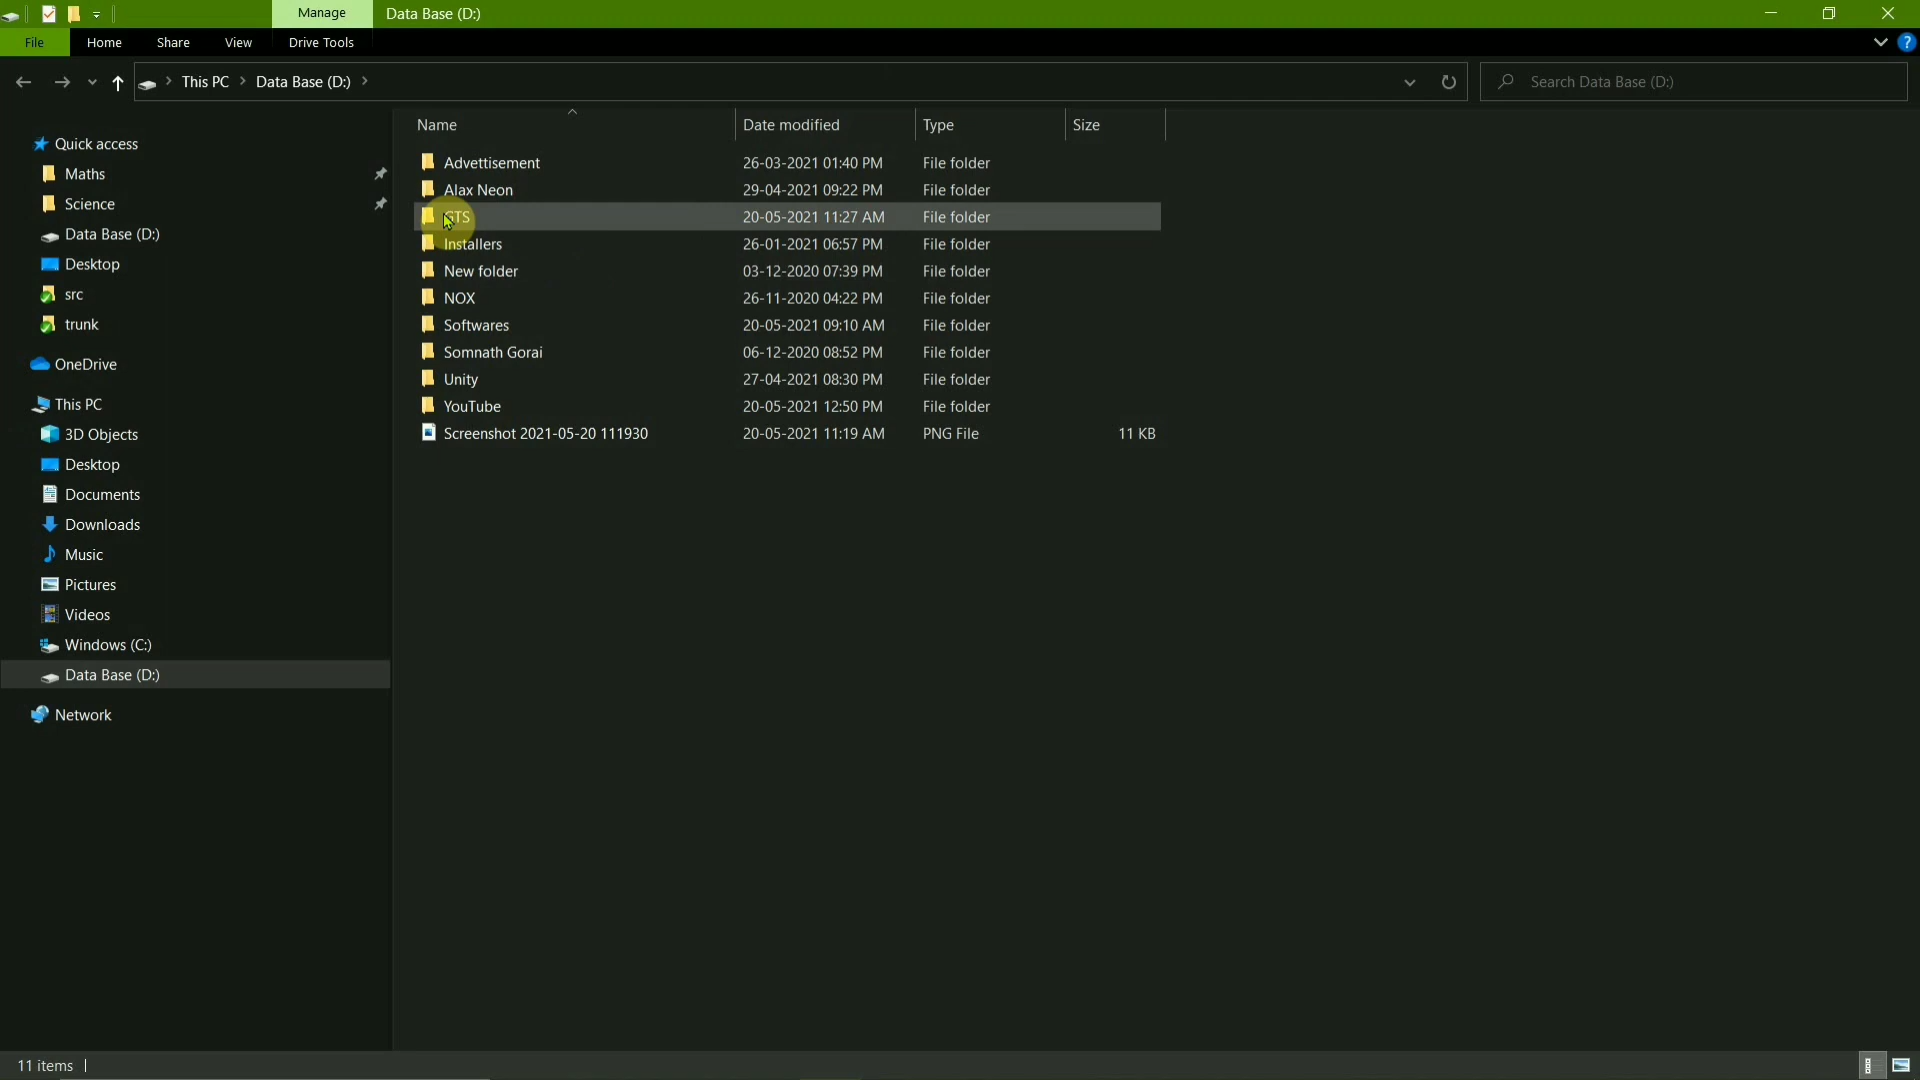 Manage Data Base (D:)
File Home Share View Drive Tools
This PC Data Base (D:) Search Data Base (D:)
Name Date modified Type Size
Quick access
Maths
Science
Data Base (D:)
Desktop
src
trunk
OneDrive
This PC
3D Objects
Desktop
Documents
Downloads
Music
Pictures
Videos
Windows (C:)
Data Base (D:)
Network
Advettisement 26-03-2021 01:40 PM File folder
Alax Neon 29-04-2021 09:22 PM File folder
GTS 20-05-2021 11:27 AM File folder
Installers 26-01-2021 06:57 PM File folder
New folder 03-12-2020 07:39 PM File folder
NOX 26-11-2020 04:22 PM File folder
Softwares 20-05-2021 09:10 AM File folder
Somnath Gorai 06-12-2020 08:52 PM File folder
Unity 27-04-2021 08:30 PM File folder
YouTube 20-05-2021 12:50 PM File folder
Screenshot 2021-05-20 111930 20-05-2021 11:19 AM PNG File 11 KB
11 items